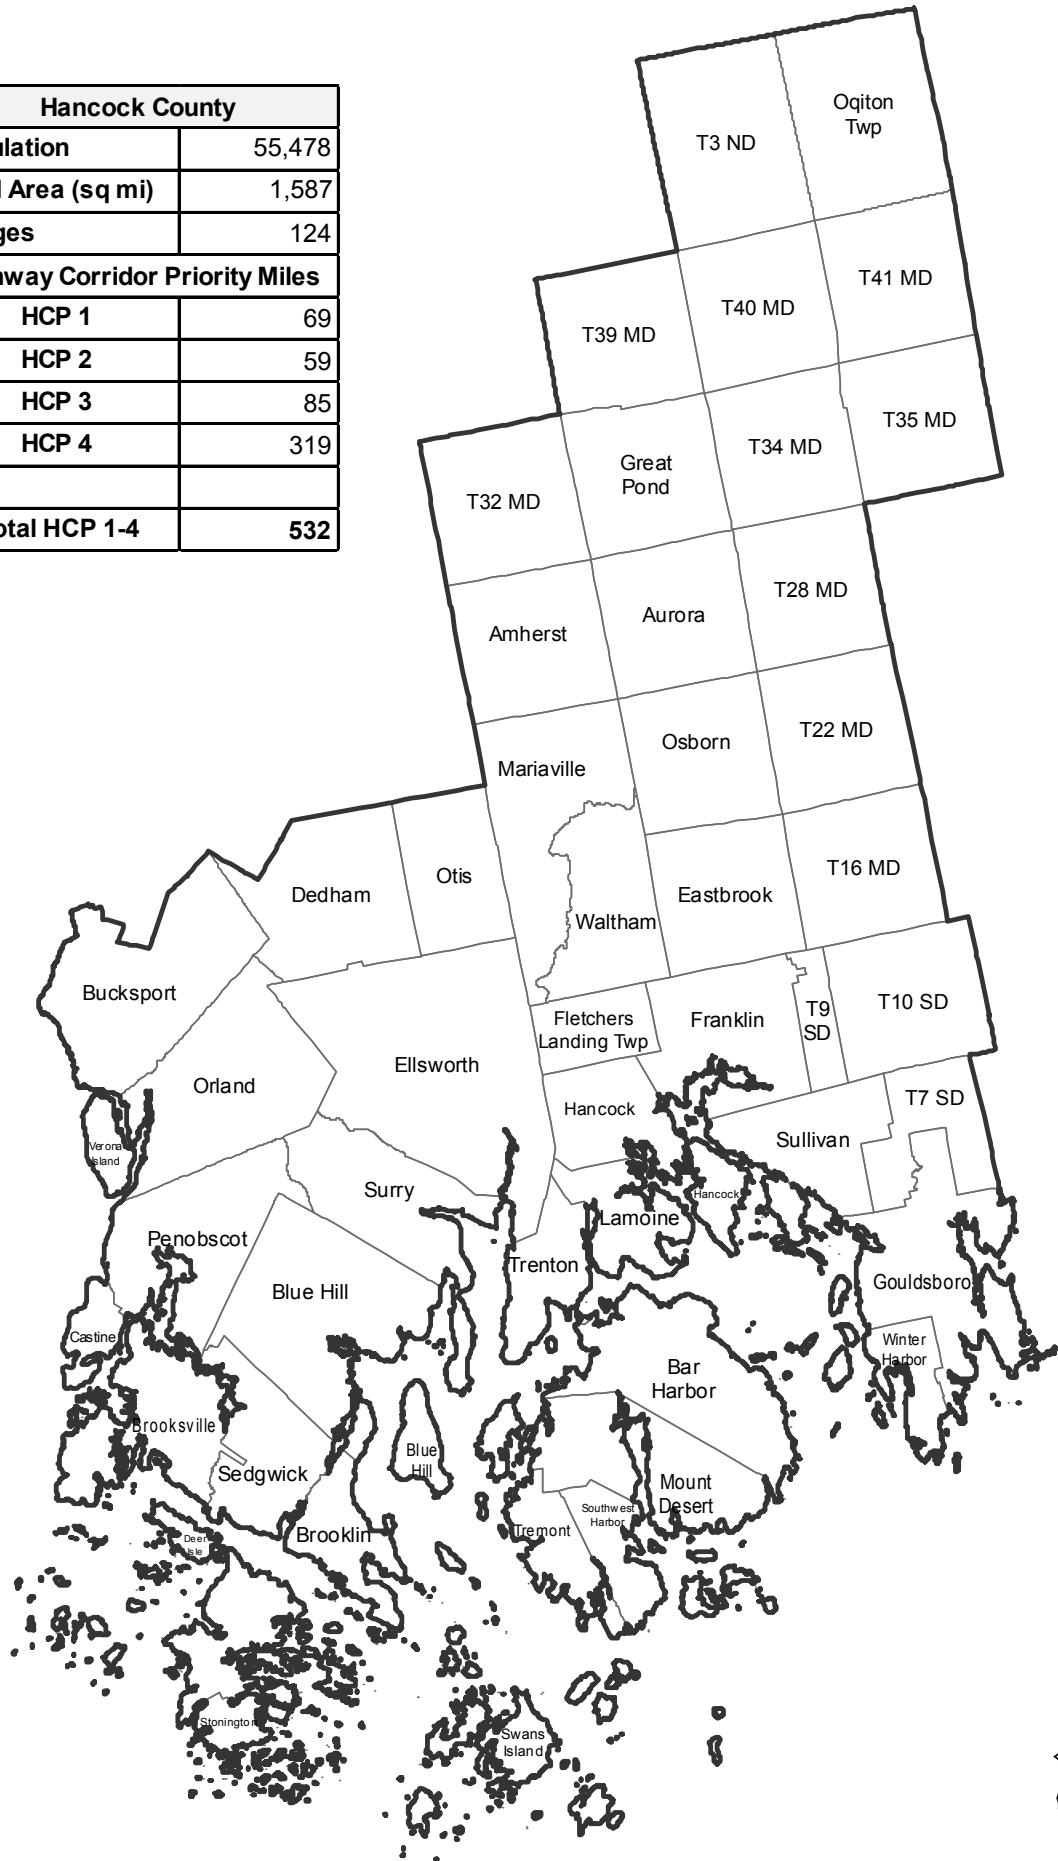 Hancock County
ulation 55,478
l Area (sq mi) 1,587
ges 124
hway Corridor Priority Miles
HCP 1 69
HCP 2 59
HCP 3 85
HCP 4 319
otal HCP 1-4 532
Oqiton
Twp
T3 ND
T41 MD
T40 MD
T39 MD
T35 MD
T34 MD
Great
Pond
T32 MD
T28 MD
Aurora
Amherst
T22 MD
Osborn
Mariaville
T16 MD
Otis
Dedham
Eastbrook
Waltham
Bucksport
T10 SD
T9
SD
Franklin
Fletchers
Landing Twp
Ellsworth
Orland
T7 SD
Hancock
Sullivan
Verona
Island
Surry
Hancock
Lamoine
Penobscot
Trenton
Gouldsboro
Blue Hill
Castine
Winter
Harbor
Bar
Harbor
Brooksville
Blue
Hill
Sedgwick
Mount
Desert
Southwest
Harbor
Tremont
Brooklin
Deer
Isle
Stonington
Swans
Island